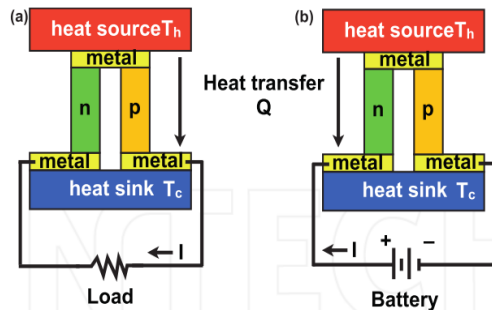 (a)
heat sourceTh
metal
n
p
metal
metal
heat sink Tc
I
Load
Heat transfer
Q
(b)
heat sourceTh
metal
n
p
metal
metal
heat sink Tc
I
+
−
Battery
NTECH